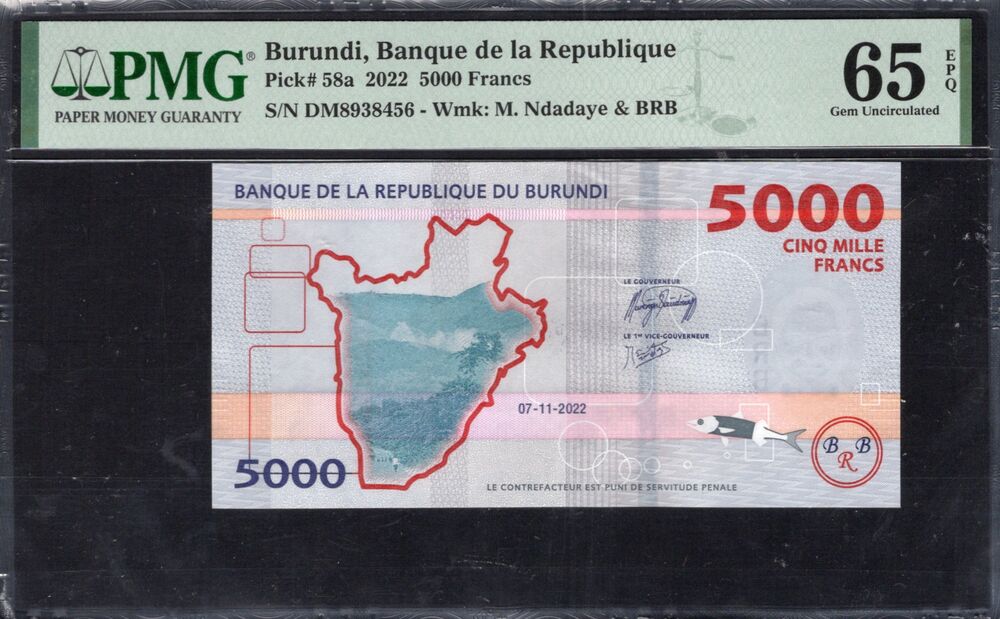 PMG®
PAPER MONEY GUARANTY
Burundi, Banque de la Republique
Pick# 58a 2022 5000 Francs
S/N DM8938456 - Wmk: M. Ndadaye & BRB
65
EPQ
Gem Uncirculated
BANQUE DE LA REPUBLIQUE DU BURUNDI
5000
CINQ MILLE
FRANCS
LE GOUVERNEUR
LE 1ER VICE-GOUVERNEUR
07-11-2022
B R B
5000
LE CONTREFACTEUR EST PUNI DE SERVITUDE PENALE